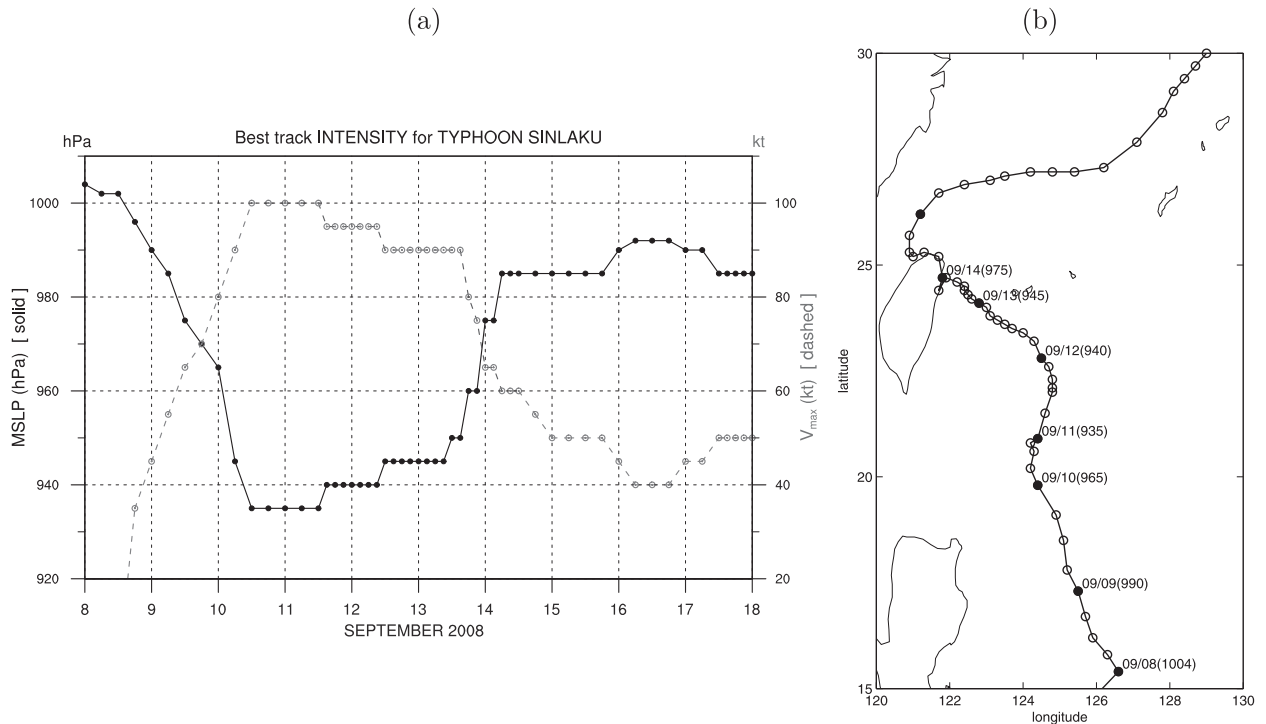 (a)
Best track INTENSITY for TYPHOON SINLAKU
hPa
kt
1000
980
960
940
920
100
80
60
40
20
MSLP (hPa) [ solid ]
V_max (kt) [ dashed ]
8 9 10 11 12 13 14 15 16 17 18
SEPTEMBER 2008
(b)
30
25
20
15
latitude
09/14(975)
09/13(945)
09/12(940)
09/11(935)
09/10(965)
09/09(990)
09/08(1004)
120 122 124 126 128 130
longitude